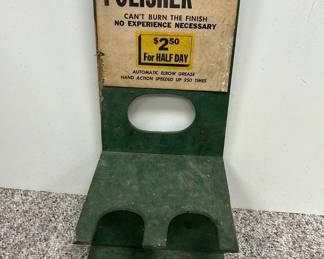 POLISHER
CAN'T BURN THE FINISH
NO EXPERIENCE NECESSARY
$2.50
For HALF DAY
AUTOMATIC ELBOW GREASE
HAND ACTION SPEEDED UP 250 TIMES